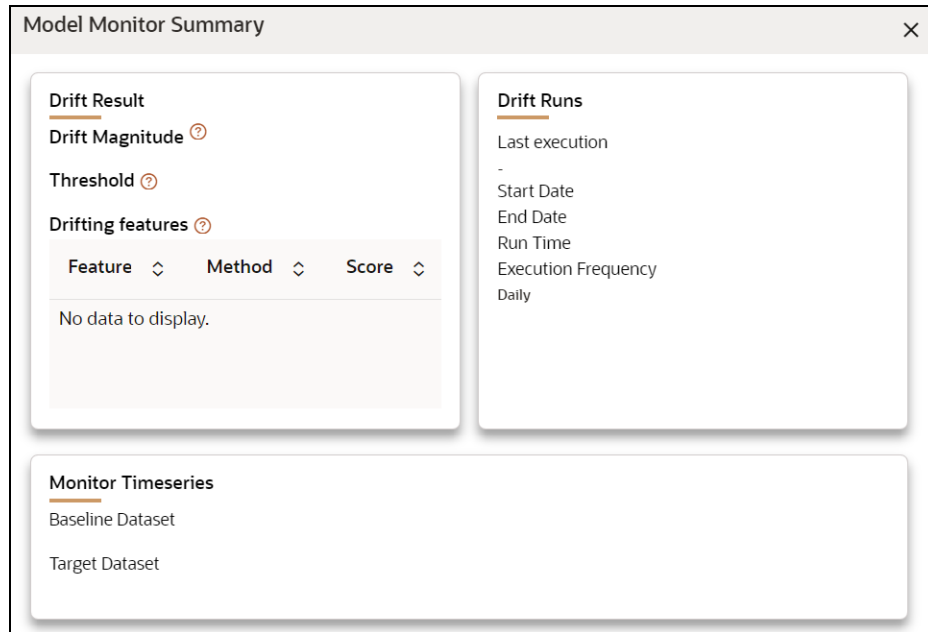 Model Monitor Summary
Drift Result
Drift Magnitude ?
Threshold ?
Drifting features ?
Feature Method Score
No data to display.
Drift Runs
Last execution
-
Start Date
End Date
Run Time
Execution Frequency
Daily
Monitor Timeseries
Baseline Dataset
Target Dataset